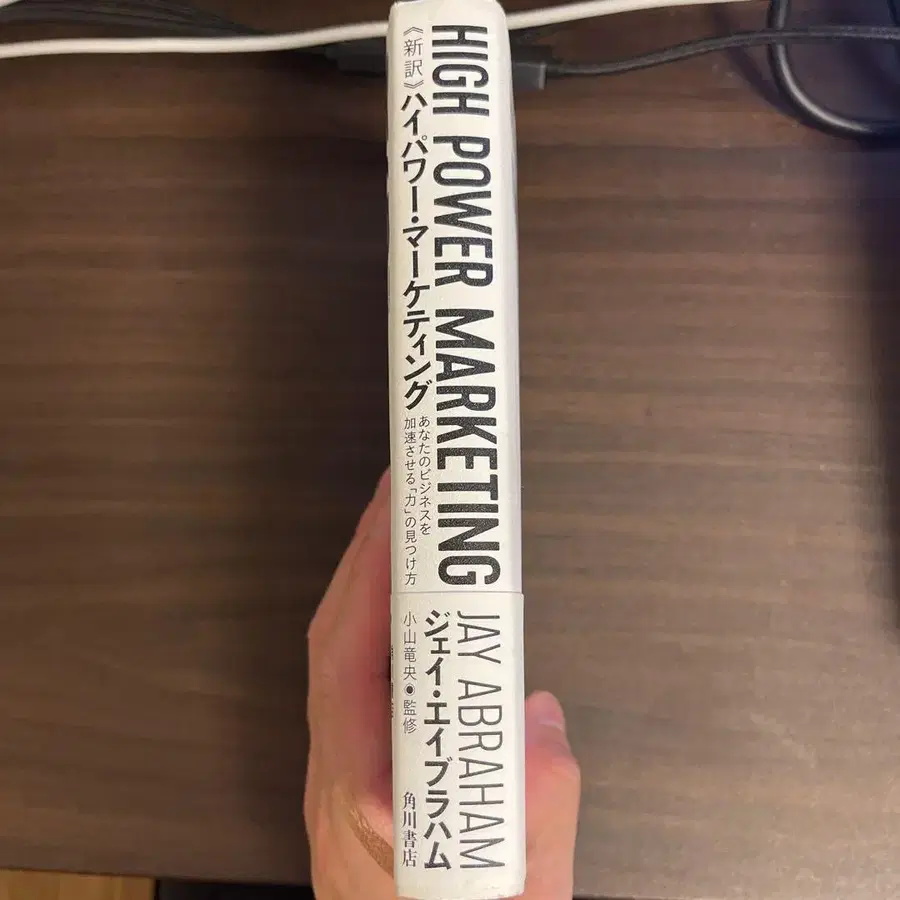 HIGH POWER MARKETING
《新訳》ハイパワー・マーケティング
あなたのビジネスを
加速させる「力」の見つけ方
JAY ABRAHAM
ジェイ・エイブラハム
小山竜央◉監修
角川書店